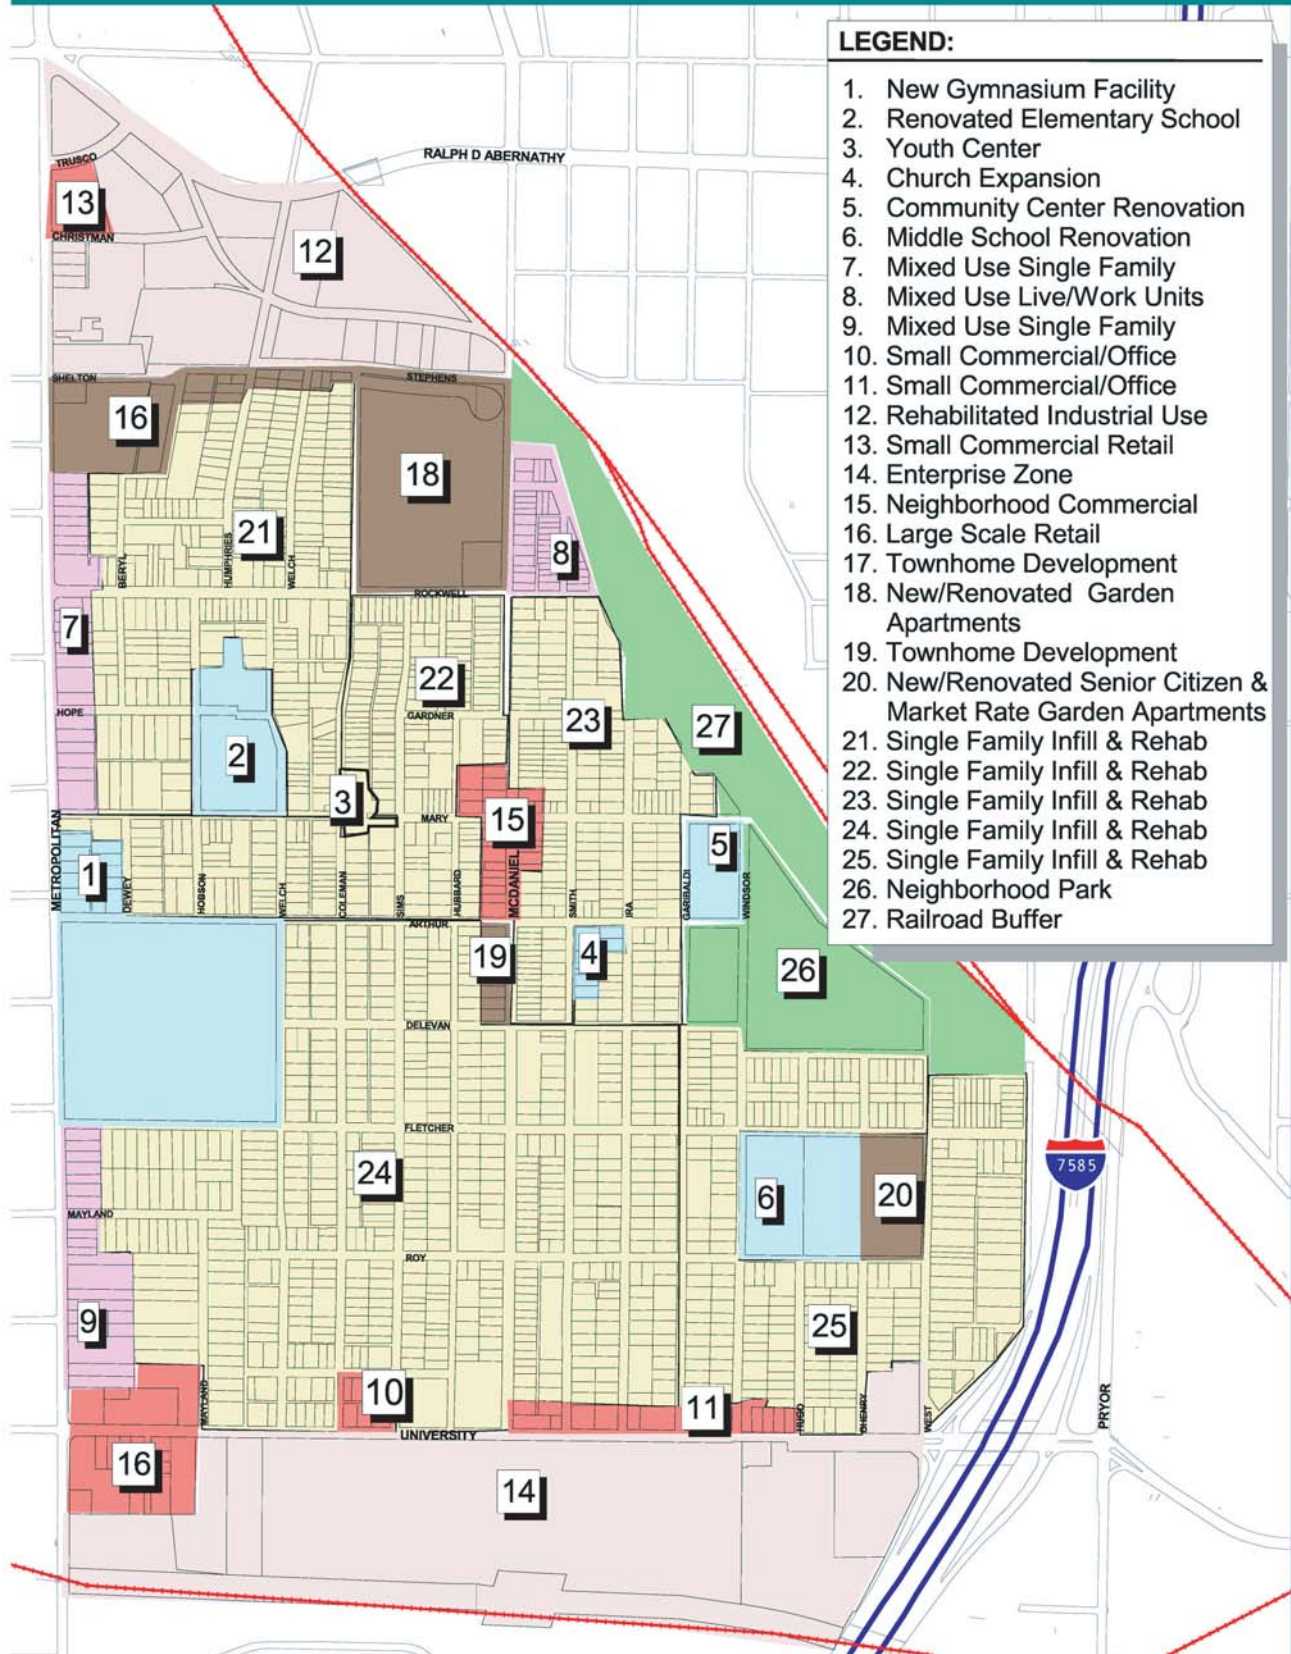 LEGEND:
1. New Gymnasium Facility
2. Renovated Elementary School
3. Youth Center
4. Church Expansion
5. Community Center Renovation
6. Middle School Renovation
7. Mixed Use Single Family
8. Mixed Use Live/Work Units
9. Mixed Use Single Family
10. Small Commercial/Office
11. Small Commercial/Office
12. Rehabilitated Industrial Use
13. Small Commercial Retail
14. Enterprise Zone
15. Neighborhood Commercial
16. Large Scale Retail
17. Townhome Development
18. New/Renovated Garden
Apartments
19. Townhome Development
20. New/Renovated Senior Citizen &
Market Rate Garden Apartments
21. Single Family Infill & Rehab
22. Single Family Infill & Rehab
23. Single Family Infill & Rehab
24. Single Family Infill & Rehab
25. Single Family Infill & Rehab
26. Neighborhood Park
27. Railroad Buffer
RALPH D ABERNATHY
TRUSCO
13
CHRISTMAN
12
SHELTON
STEPHENS
16
18
21
8
BERYL
HUMPHRIES
WELCH
ROCKWELL
7
22
HOPE
GARDNER
23
27
2
3
MARY
15
5
METROPOLITAN
1
DEWEY
HOBSON
WELCH
COLEMAN
SIMS
HUBBARD
MCDANIEL
SMITH
IRA
GARIBALDI
WINDSOR
ARTHUR
19
4
26
DELEVAN
FLETCHER
24
6
20
7585
MAYLAND
ROY
9
25
10
11
MAYLAND
HUGO
OHENRY
WEST
PRYOR
UNIVERSITY
16
14